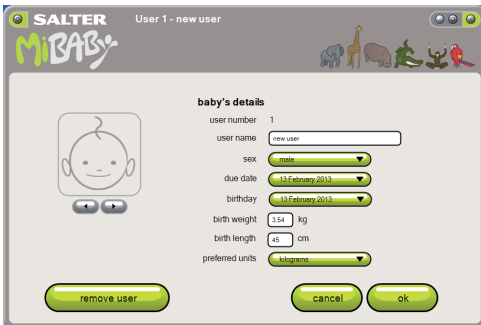 SALTER
User 1 - new user
MiBABY
baby's details
user number 1
user name new user
sex male
due date 13 February 2013
birthday 13 February 2013
birth weight 3.54 kg
birth length 45 cm
preferred units kilograms
remove user
cancel
ok